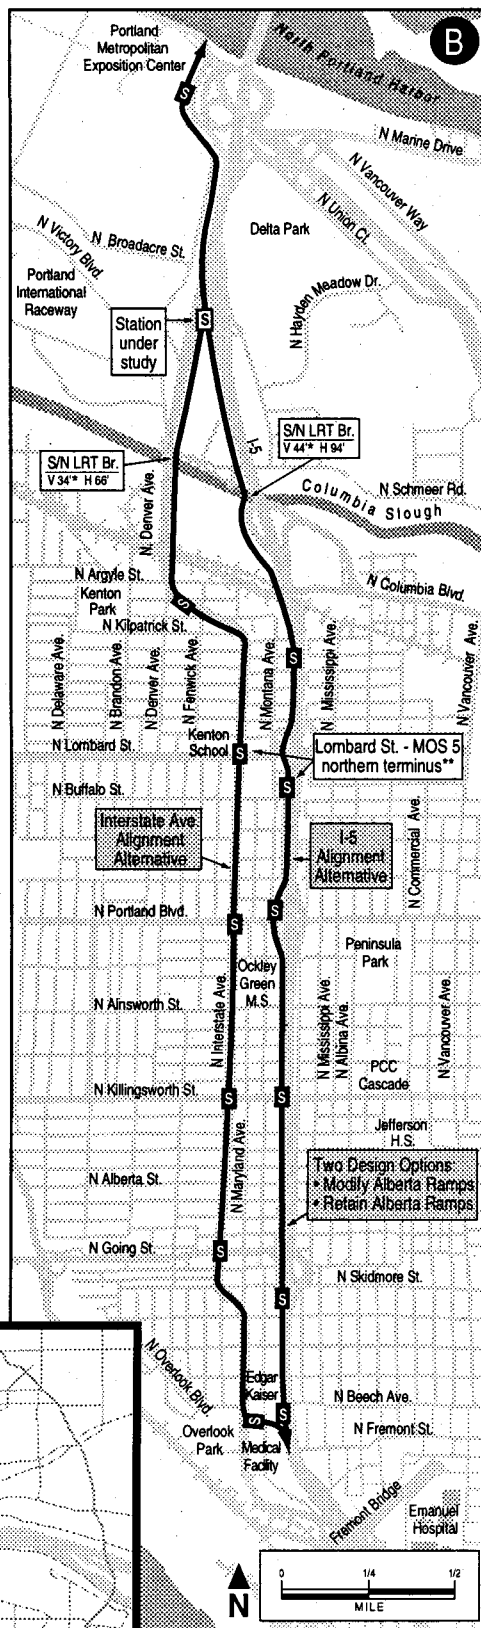 B
Portland
Metropolitan
Exposition Center
North Portland Harbor
S
N Marine Drive
N Vancouver Way
N Union Ct.
N Victory Blvd.
N Broadacre St.
Delta Park
Portland
International
Raceway
N Hayden Meadow Dr.
Station
under
study
S
I-5
S/N LRT Br.
V 44'* H 94'
S/N LRT Br.
V 34'* H 66'
N Schmeer Rd.
Columbia Slough
N. Denver Ave.
N Argyle St.
Kenton
Park
S
N Columbia Blvd.
N Kilpatrick St.
N Delaware Ave.
N Brandon Ave.
N Denver Ave.
N Fenwick Ave.
N Montana Ave.
S
N Mississippi Ave.
N Vancouver Ave.
N Lombard St.
Kenton
School
S
Lombard St. - MOS 5
northern terminus**
N Buffalo St.
S
Interstate Ave
Alignment
Alternative
I-5
Alignment
Alternative
N Commercial Ave.
N Portland Blvd.
S
S
Peninsula
Park
Ockley
Green
M.S.
N Ainsworth St.
N Interstate Ave.
N Mississippi Ave.
N Albina Ave.
N Vancouver Ave.
PCC
Cascade
N Killingsworth St.
S
S
Jefferson
H.S.
N Maryland Ave.
Two Design Options:
• Modify Alberta Ramps
• Retain Alberta Ramps
N Alberta St.
N Going St.
S
N Skidmore St.
S
N Overlook Blvd.
Edgar
Kaiser
Medical
Facility
N Beech Ave.
S
S
N Fremont St.
Overlook
Park
Fremont Bridge
Emanuel
Hospital
N
0 1/4 1/2
MILE